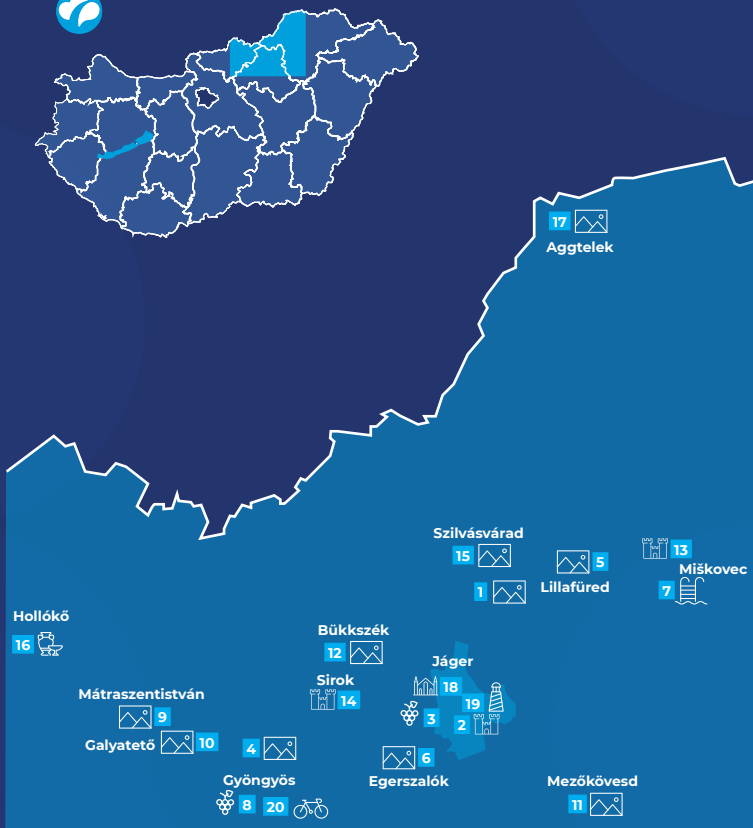 17
Aggtelek
Szilvásvárad
15
5
13
Miškovec
1
Lillafüred
7
Hollókő
16
Bükkszék
12
Jáger
Sirok
18
14
19
Mátraszentistván
9
3
2
Galyatető
10
4
6
Gyöngyös
Egerszalók
Mezőkövesd
8
20
11